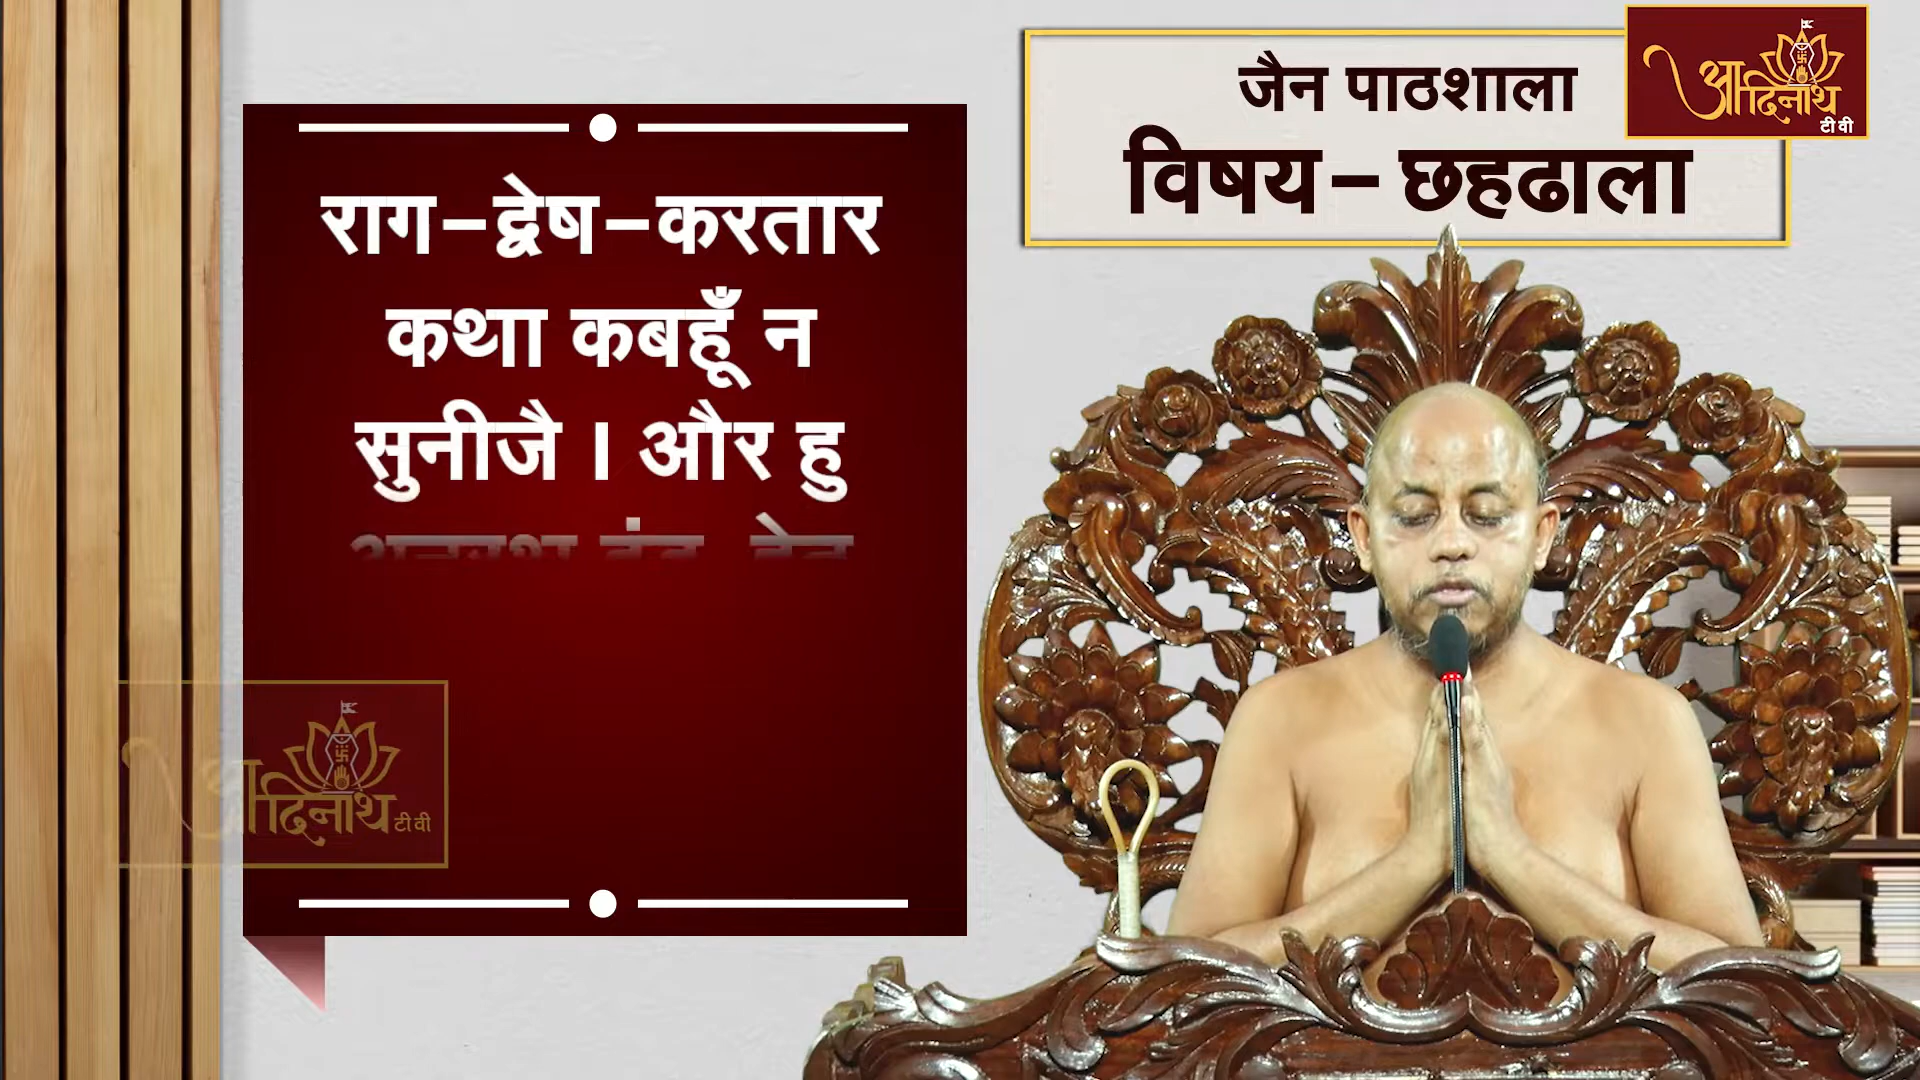 जैन पाठशाला
विषय – छहढाला
आदिनाथ
टी वी
राग–द्वेष–करतार
कथा कबहूँ न
सुनीजै । और हु
आदिनाथ टी वी